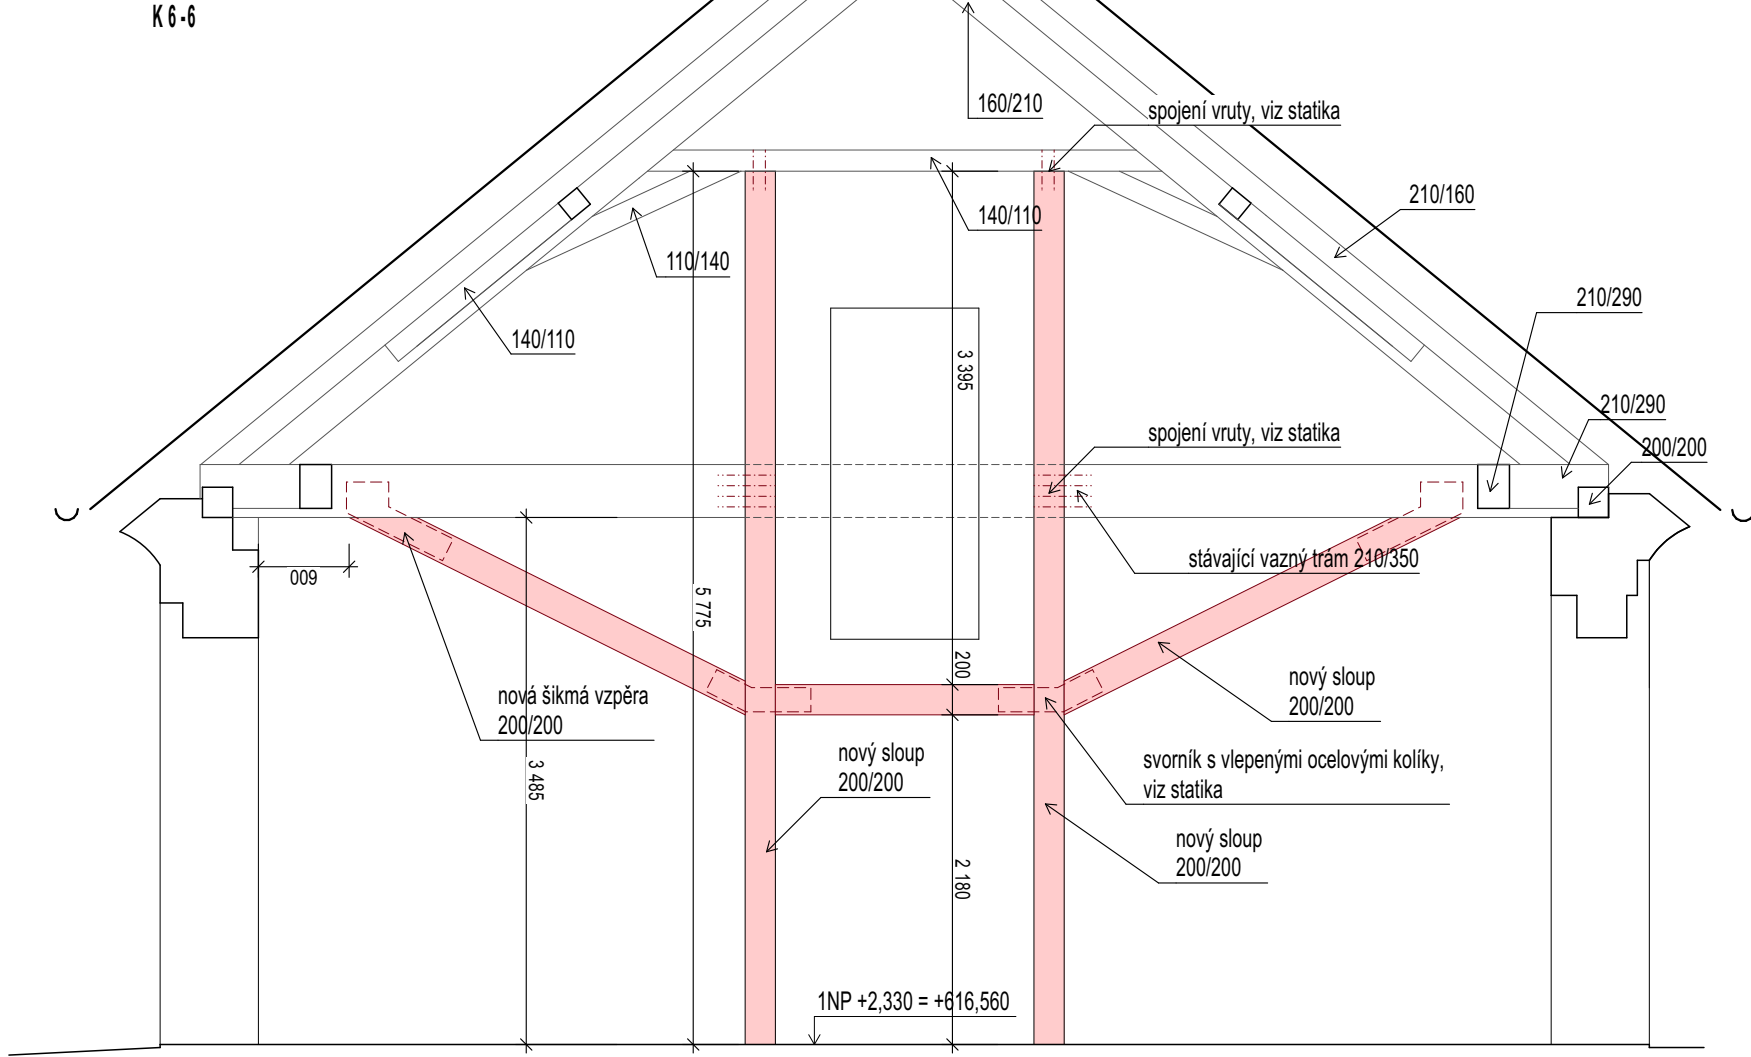 K 6 - 6
160/210
spojení vruty, viz statika
210/160
140/110
110/140
210/290
140/110
3 395
210/290
spojení vruty, viz statika
200/200
stávající vazný trám 210/350
600
5 775
200
nová šikmá vzpěra
200/200
nový sloup
200/200
nový sloup
200/200
svorník s vlepenými ocelovými kolíky,
viz statika
3 485
nový sloup
200/200
2 180
1NP +2,330 = +616,560